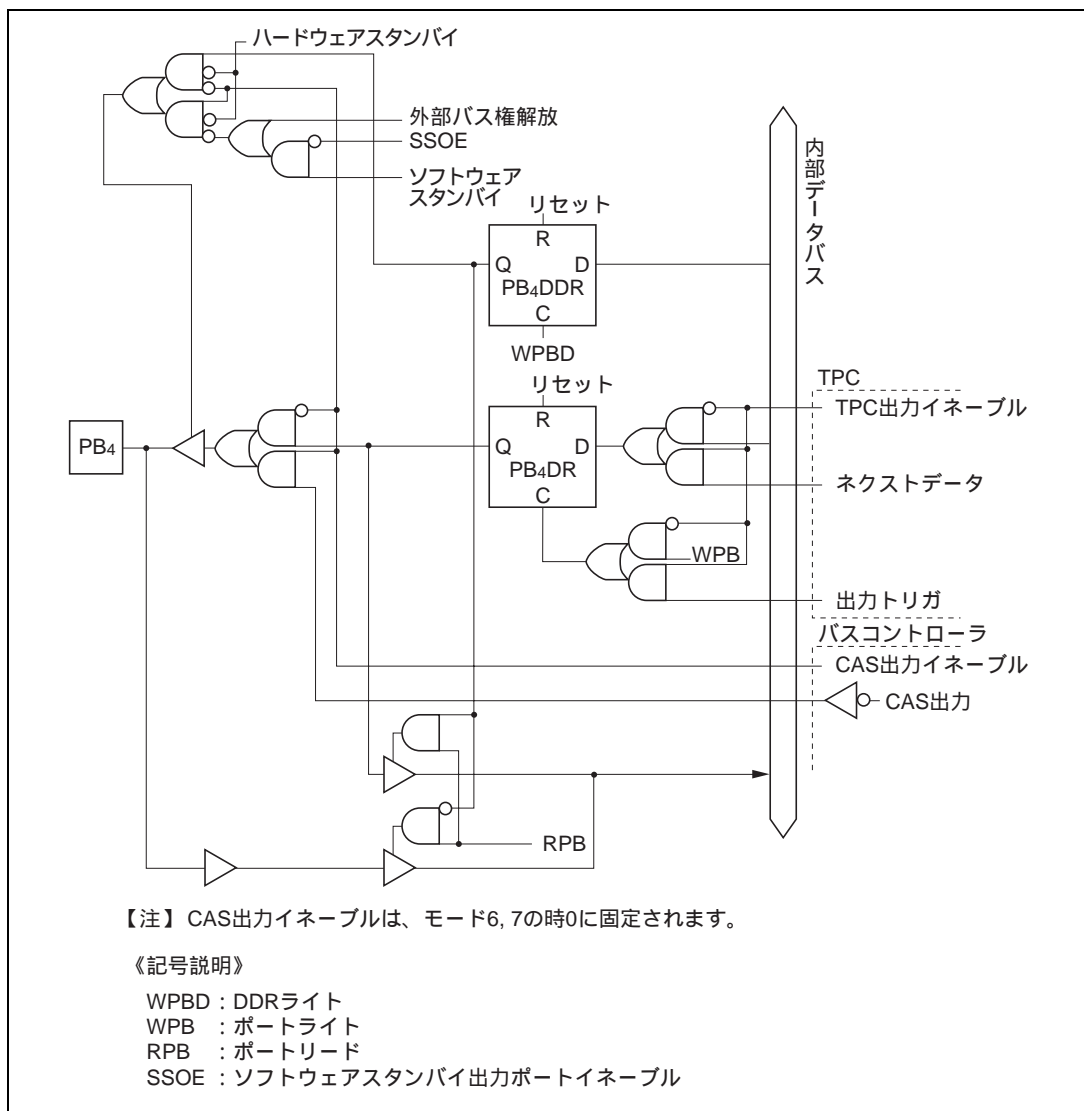 ハードウェアスタンバイ
外部バス権解放
SSOE
ソフトウェア
スタンバイ
内部データバス
リセット
R
Q
D
PB4DDR
C
WPBD
リセット
R
Q
D
PB4DR
C
PB4
TPC
TPC出力イネーブル
ネクストデータ
WPB
出力トリガ
バスコントローラ
CAS出力イネーブル
CAS出力
RPB
【注】 CAS出力イネーブルは、モード6, 7の時0に固定されます。
《記号説明》
WPBD : DDRライト
WPB : ポートライト
RPB : ポートリード
SSOE : ソフトウェアスタンバイ出力ポートイネーブル